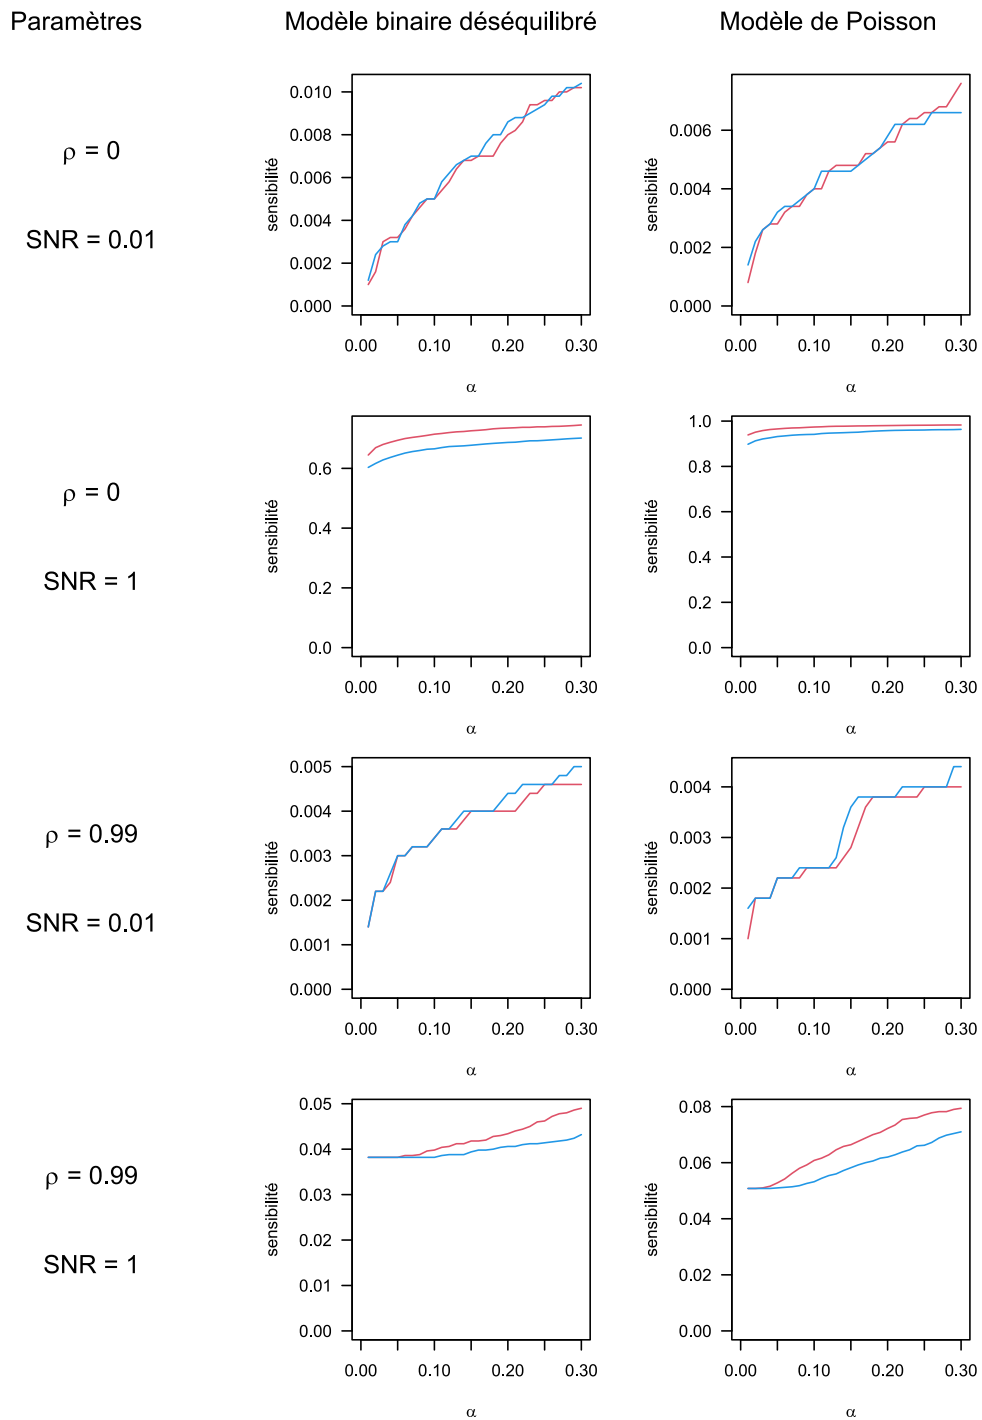 Paramètres
Modèle binaire déséquilibré
Modèle de Poisson
ρ = 0
SNR = 0.01
sensibilité
0.010
0.008
0.006
0.004
0.002
0.000
0.00
0.10
0.20
0.30
α
sensibilité
0.006
0.004
0.002
0.000
0.00
0.10
0.20
0.30
α
ρ = 0
SNR = 1
sensibilité
0.6
0.4
0.2
0.0
0.00
0.10
0.20
0.30
α
sensibilité
1.0
0.8
0.6
0.4
0.2
0.0
0.00
0.10
0.20
0.30
α
ρ = 0.99
SNR = 0.01
sensibilité
0.005
0.004
0.003
0.002
0.001
0.000
0.00
0.10
0.20
0.30
α
sensibilité
0.004
0.003
0.002
0.001
0.000
0.00
0.10
0.20
0.30
α
ρ = 0.99
SNR = 1
sensibilité
0.05
0.04
0.03
0.02
0.01
0.00
0.00
0.10
0.20
0.30
α
sensibilité
0.08
0.06
0.04
0.02
0.00
0.00
0.10
0.20
0.30
α